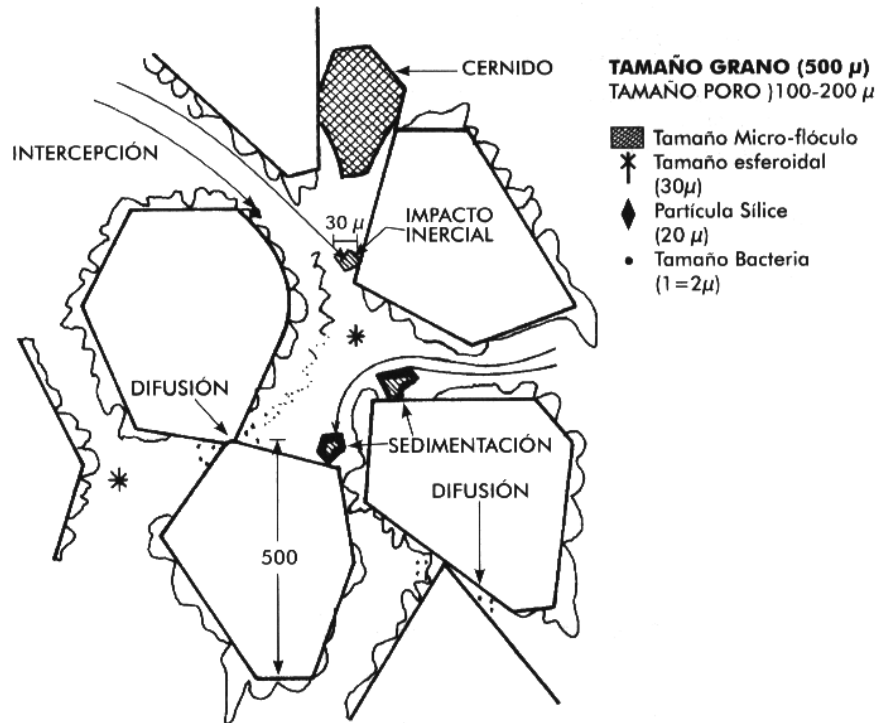 CERNIDO
INTERCEPCIÓN
30 µ
IMPACTO
INERCIAL
DIFUSIÓN
SEDIMENTACIÓN
DIFUSIÓN
500
TAMAÑO GRANO (500 µ)
TAMAÑO PORO )100-200 µ
Tamaño Micro-flóculo
Tamaño esferoidal
(30µ)
Partícula Sílice
(20 µ)
Tamaño Bacteria
(1=2µ)